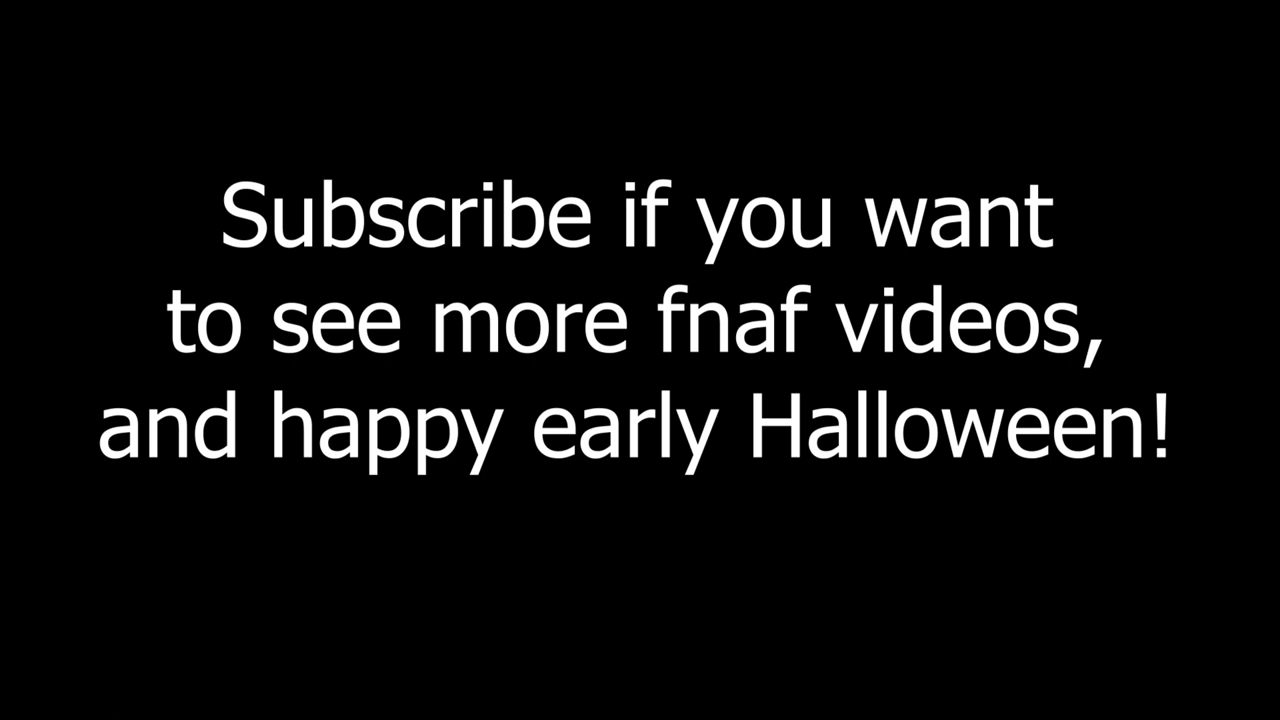 Subscribe if you want
to see more fnaf videos,
and happy early Halloween!